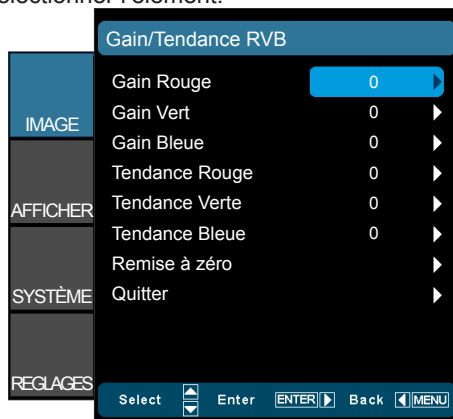 Gain/Tendance RVB
Gain Rouge 0
Gain Vert 0
Gain Bleue 0
Tendance Rouge 0
Tendance Verte 0
Tendance Bleue 0
Remise à zéro
Quitter
IMAGE
AFFICHER
SYSTÈME
REGLAGES
Select Enter ENTER Back MENU